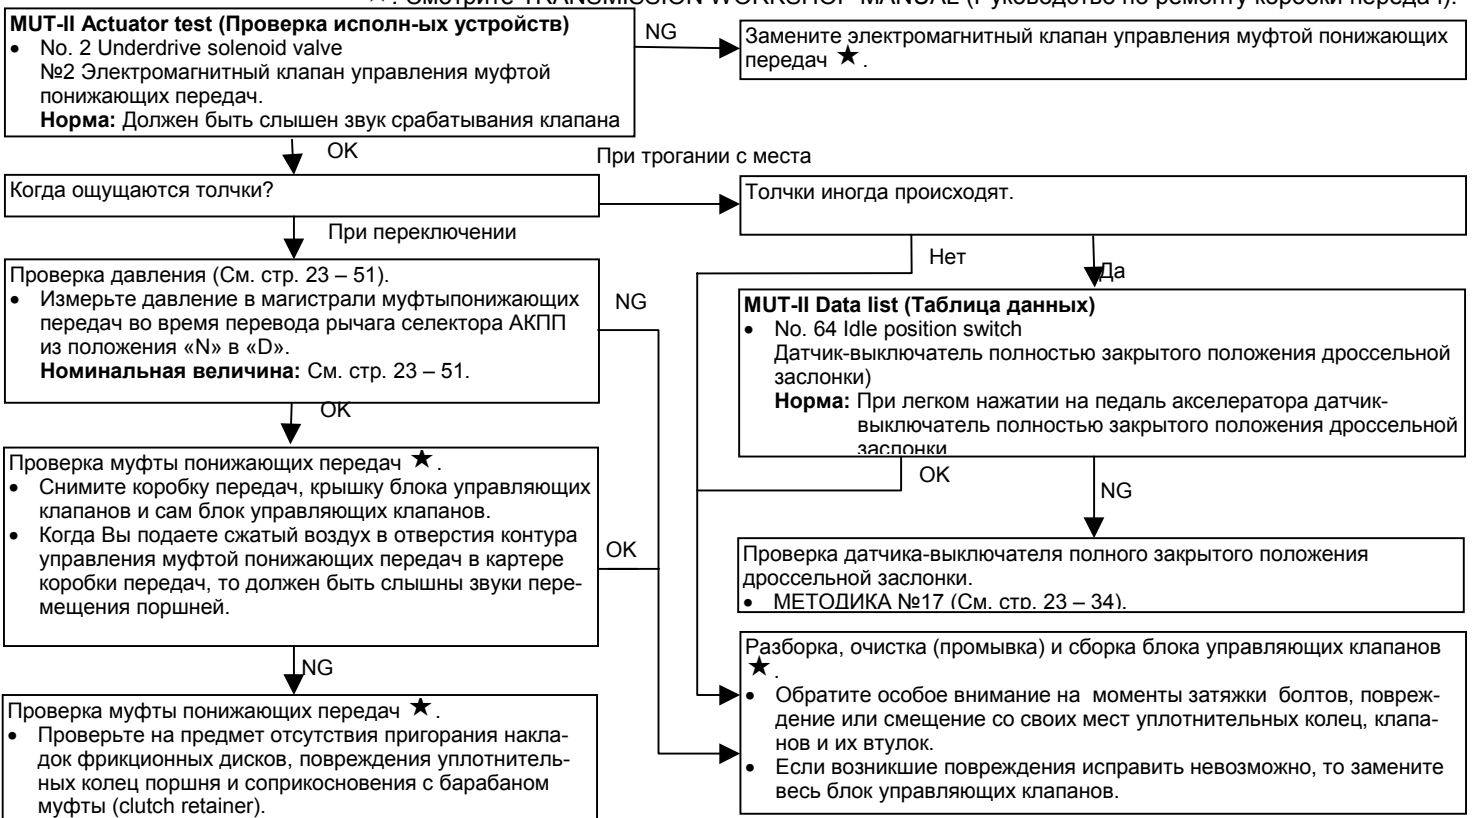 : Смотрите TRANSMISSION WORKSHOP MANUAL (Руководство по ремонту коробки передач).
MUT-II Actuator test (Проверка исполн-ых устройств)
• No. 2 Underdrive solenoid valve
№2 Электромагнитный клапан управления муфтой
понижающих передач.
Норма: Должен быть слышен звук срабатывания клапана
NG
Замените электромагнитный клапан управления муфтой понижающих
передач ★.
OK
При трогании с места
Когда ощущаются толчки?
Толчки иногда происходят.
При переключении
Нет
Да
Проверка давления (См. стр. 23 – 51).
• Измерьте давление в магистрали муфтыпонижающих
передач во время перевода рычага селектора АКПП
из положения «N» в «D».
Номинальная величина: См. стр. 23 – 51.
NG
MUT-II Data list (Таблица данных)
• No. 64 Idle position switch
Датчик-выключатель полностью закрытого положения дроссельной
заслонки)
Норма: При легком нажатии на педаль акселератора датчик-
выключатель полностью закрытого положения дроссельной
заслонки
OK
OK
NG
Проверка муфты понижающих передач ★.
• Снимите коробку передач, крышку блока управляющих
клапанов и сам блок управляющих клапанов.
• Когда Вы подаете сжатый воздух в отверстия контура
управления муфтой понижающих передач в картере
коробки передач, то должен быть слышны звуки пере-
мещения поршней.
OK
Проверка датчика-выключателя полного закрытого положения
дроссельной заслонки.
• МЕТОДИКА №17 (См. стр. 23 – 34).
NG
Разборка, очистка (промывка) и сборка блока управляющих клапанов
★.
• Обратите особое внимание на моменты затяжки болтов, повреж-
дение или смещение со своих мест уплотнительных колец, клапа-
нов и их втулок.
• Если возникшие повреждения исправить невозможно, то замените
весь блок управляющих клапанов.
Проверка муфты понижающих передач ★.
• Проверьте на предмет отсутствия пригорания накла-
док фрикционных дисков, повреждения уплотнитель-
ных колец поршня и соприкосновения с барабаном
муфты (clutch retainer).